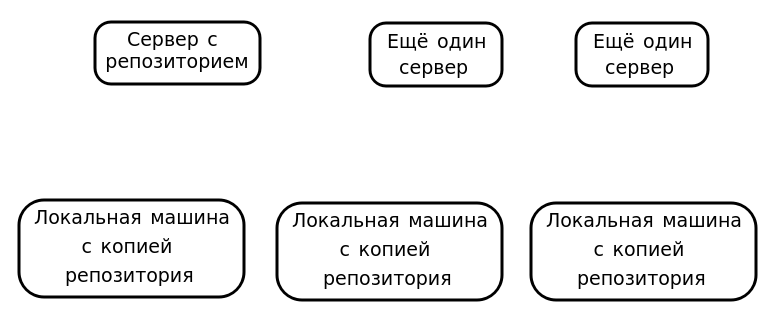 Сервер с
репозиторием
Ещё один
сервер
Ещё один
сервер
Локальная машина
с копией
репозитория
Локальная машина
с копией
репозитория
Локальная машина
с копией
репозитория